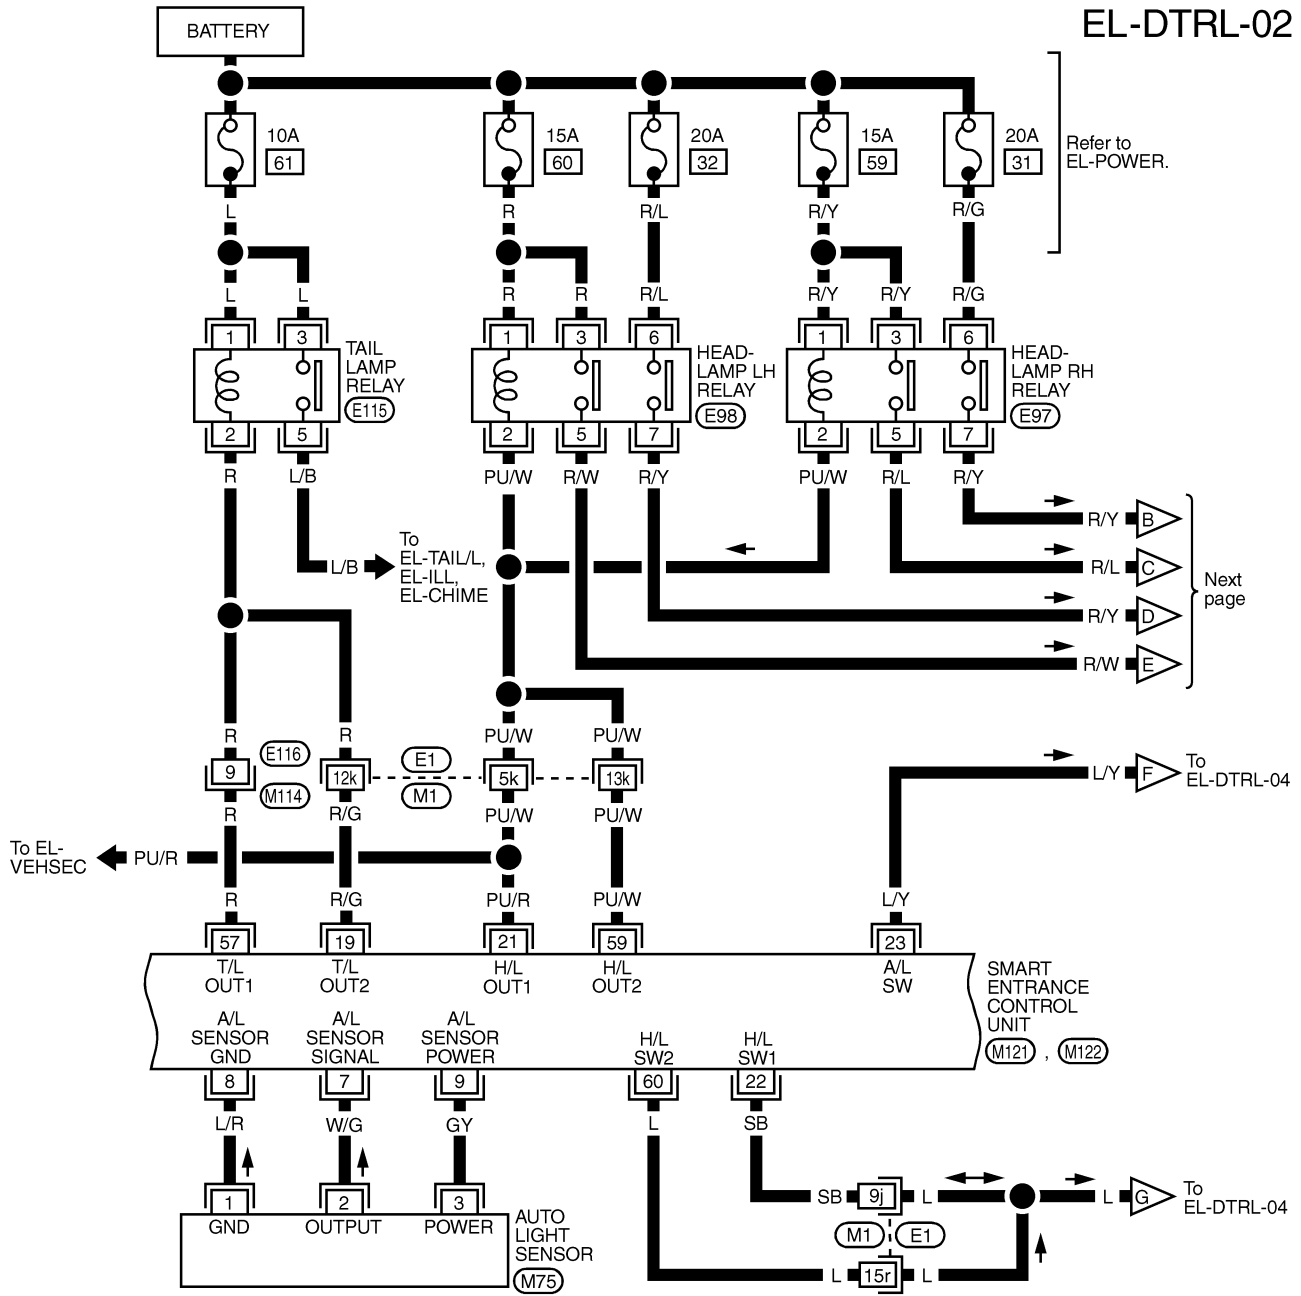 EL-DTRL-02
BATTERY
10A
61
15A
60
20A
32
15A
59
20A
31
Refer to
EL-POWER.
L
R
R/L
R/Y
R/G
L
L
R
R
R/L
R/Y
R/Y
R/G
1
3
1
3
6
1
3
6
TAIL
LAMP
RELAY
E115
HEAD-
LAMP LH
RELAY
E98
HEAD-
LAMP RH
RELAY
E97
2
5
2
5
7
2
5
7
R
L/B
PU/W
R/W
R/Y
PU/W
R/L
R/Y
R/Y
B
L/B
To
EL-TAIL/L,
EL-ILL,
EL-CHIME
R/L
C
R/Y
D
R/W
E
Next
page
R
R
PU/W
PU/W
9
E116
M114
12k
E1
M1
5k
13k
L/Y
F
To
EL-DTRL-04
R
R/G
PU/W
PU/W
To EL-
VEHSEC
PU/R
R
R/G
PU/R
PU/W
L/Y
57
19
21
59
23
T/L
OUT1
T/L
OUT2
H/L
OUT1
H/L
OUT2
A/L
SW
SMART
ENTRANCE
CONTROL
UNIT
M121 , M122
A/L
SENSOR
GND
A/L
SENSOR
SIGNAL
A/L
SENSOR
POWER
H/L
SW2
H/L
SW1
8
7
9
60
22
L/R
W/G
GY
L
SB
1
2
3
GND
OUTPUT
POWER
AUTO
LIGHT
SENSOR
M75
SB
9j
L
L
G
To
EL-DTRL-04
M1
E1
L
15r
L